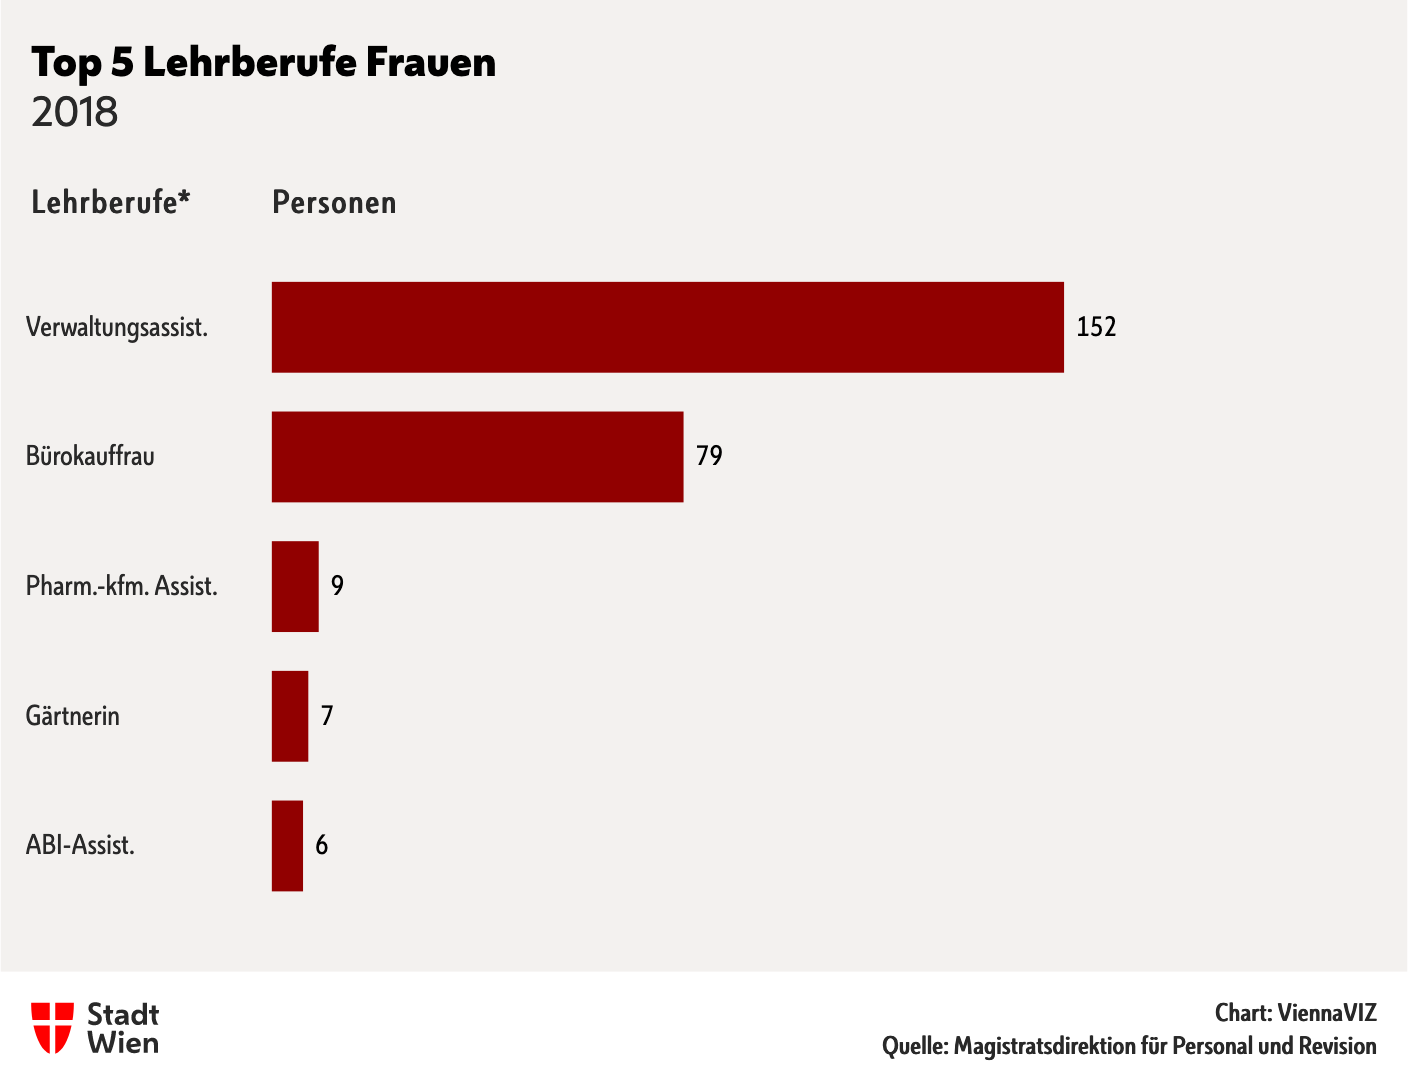 Top 5 Lehrberufe Frauen
2018
Lehrberufe* Personen
Verwaltungsassist. 152
Bürokauffrau 79
Pharm.-kfm. Assist. 9
Gärtnerin 7
ABI-Assist. 6
Stadt
Wien
Chart: ViennaVIZ
Quelle: Magistratsdirektion für Personal und Revision